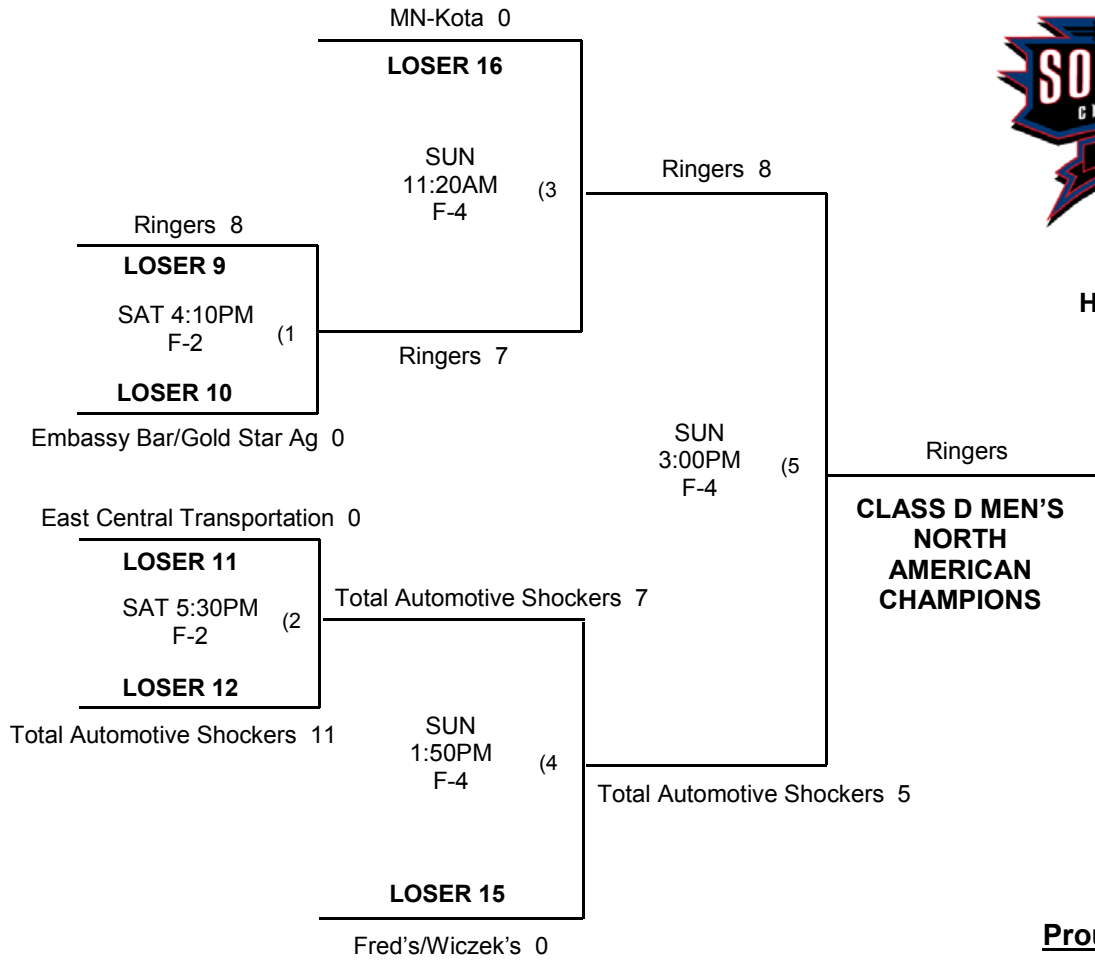 MN-Kota 0
LOSER 16
SUN
11:20AM
F-4
(3
Ringers 8
Ringers 8
LOSER 9
SAT 4:10PM
F-2
(1
LOSER 10
Embassy Bar/Gold Star Ag 0
Ringers 7
East Central Transportation 0
LOSER 11
SAT 5:30PM
F-2
(2
LOSER 12
Total Automotive Shockers 11
Total Automotive Shockers 7
SUN
1:50PM
F-4
(4
LOSER 15
Fred's/Wiczek's 0
Total Automotive Shockers 5
SUN
3:00PM
F-4
(5
Ringers
CLASS D MEN'S
NORTH
AMERICAN
CHAMPIONS
SO
H
Prou